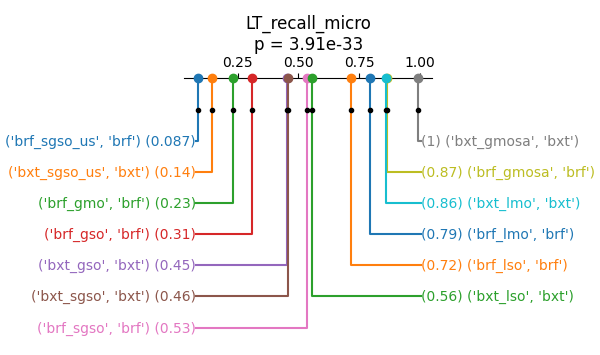 LT_recall_micro
p = 3.91e-33
0.25 0.50 0.75 1.00
('brf_sgso_us', 'brf') (0.087) (1) ('bxt_gmosa', 'bxt')
('bxt_sgso_us', 'bxt') (0.14) (0.87) ('brf_gmosa', 'brf')
('brf_gmo', 'brf') (0.23) (0.86) ('bxt_lmo', 'bxt')
('brf_gso', 'brf') (0.31) (0.79) ('brf_lmo', 'brf')
('bxt_gso', 'bxt') (0.45) (0.72) ('brf_lso', 'brf')
('bxt_sgso', 'bxt') (0.46) (0.56) ('bxt_lso', 'bxt')
('brf_sgso', 'brf') (0.53)